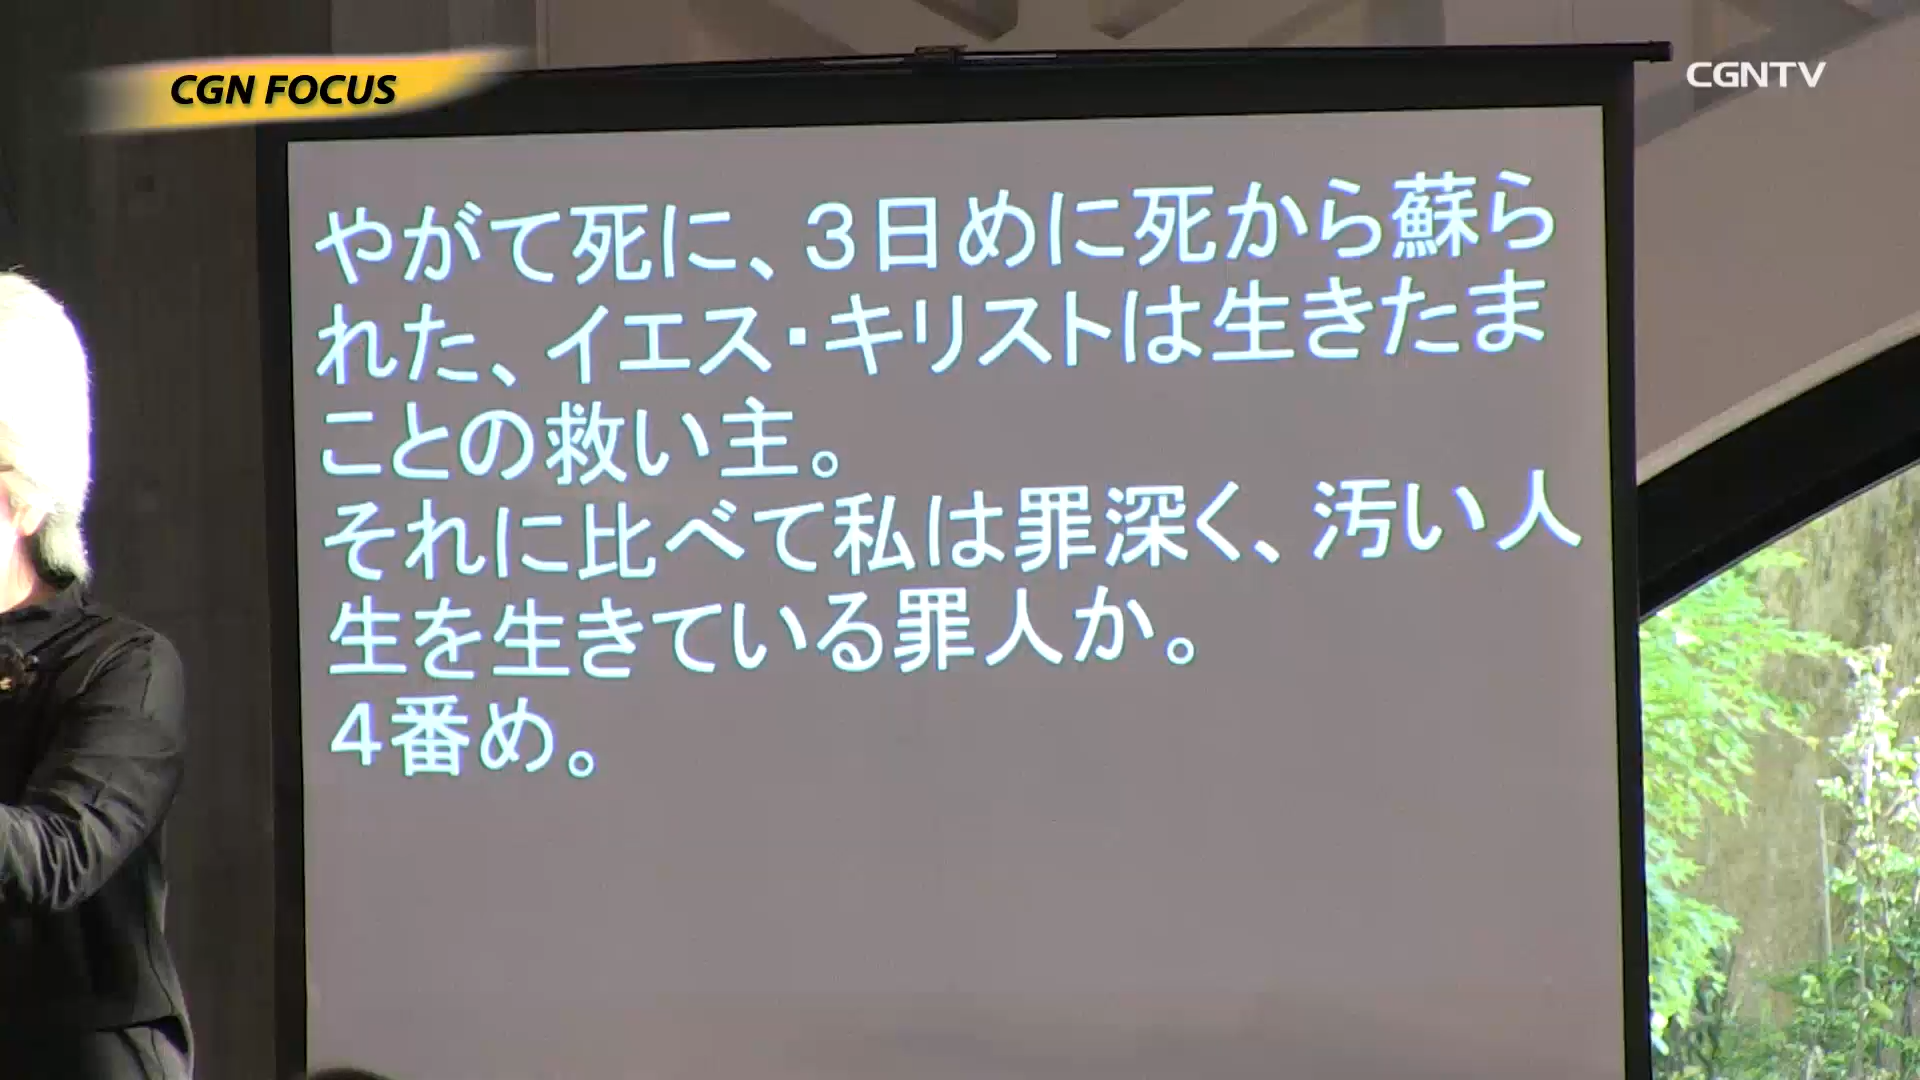 CGN FOCUS
CGNTV
やがて死に、３日めに死から蘇ら
れた、イエス・キリストは生きたま
ことの救い主。
それに比べて私は罪深く、汚い人
生を生きている罪人か。
４番め。